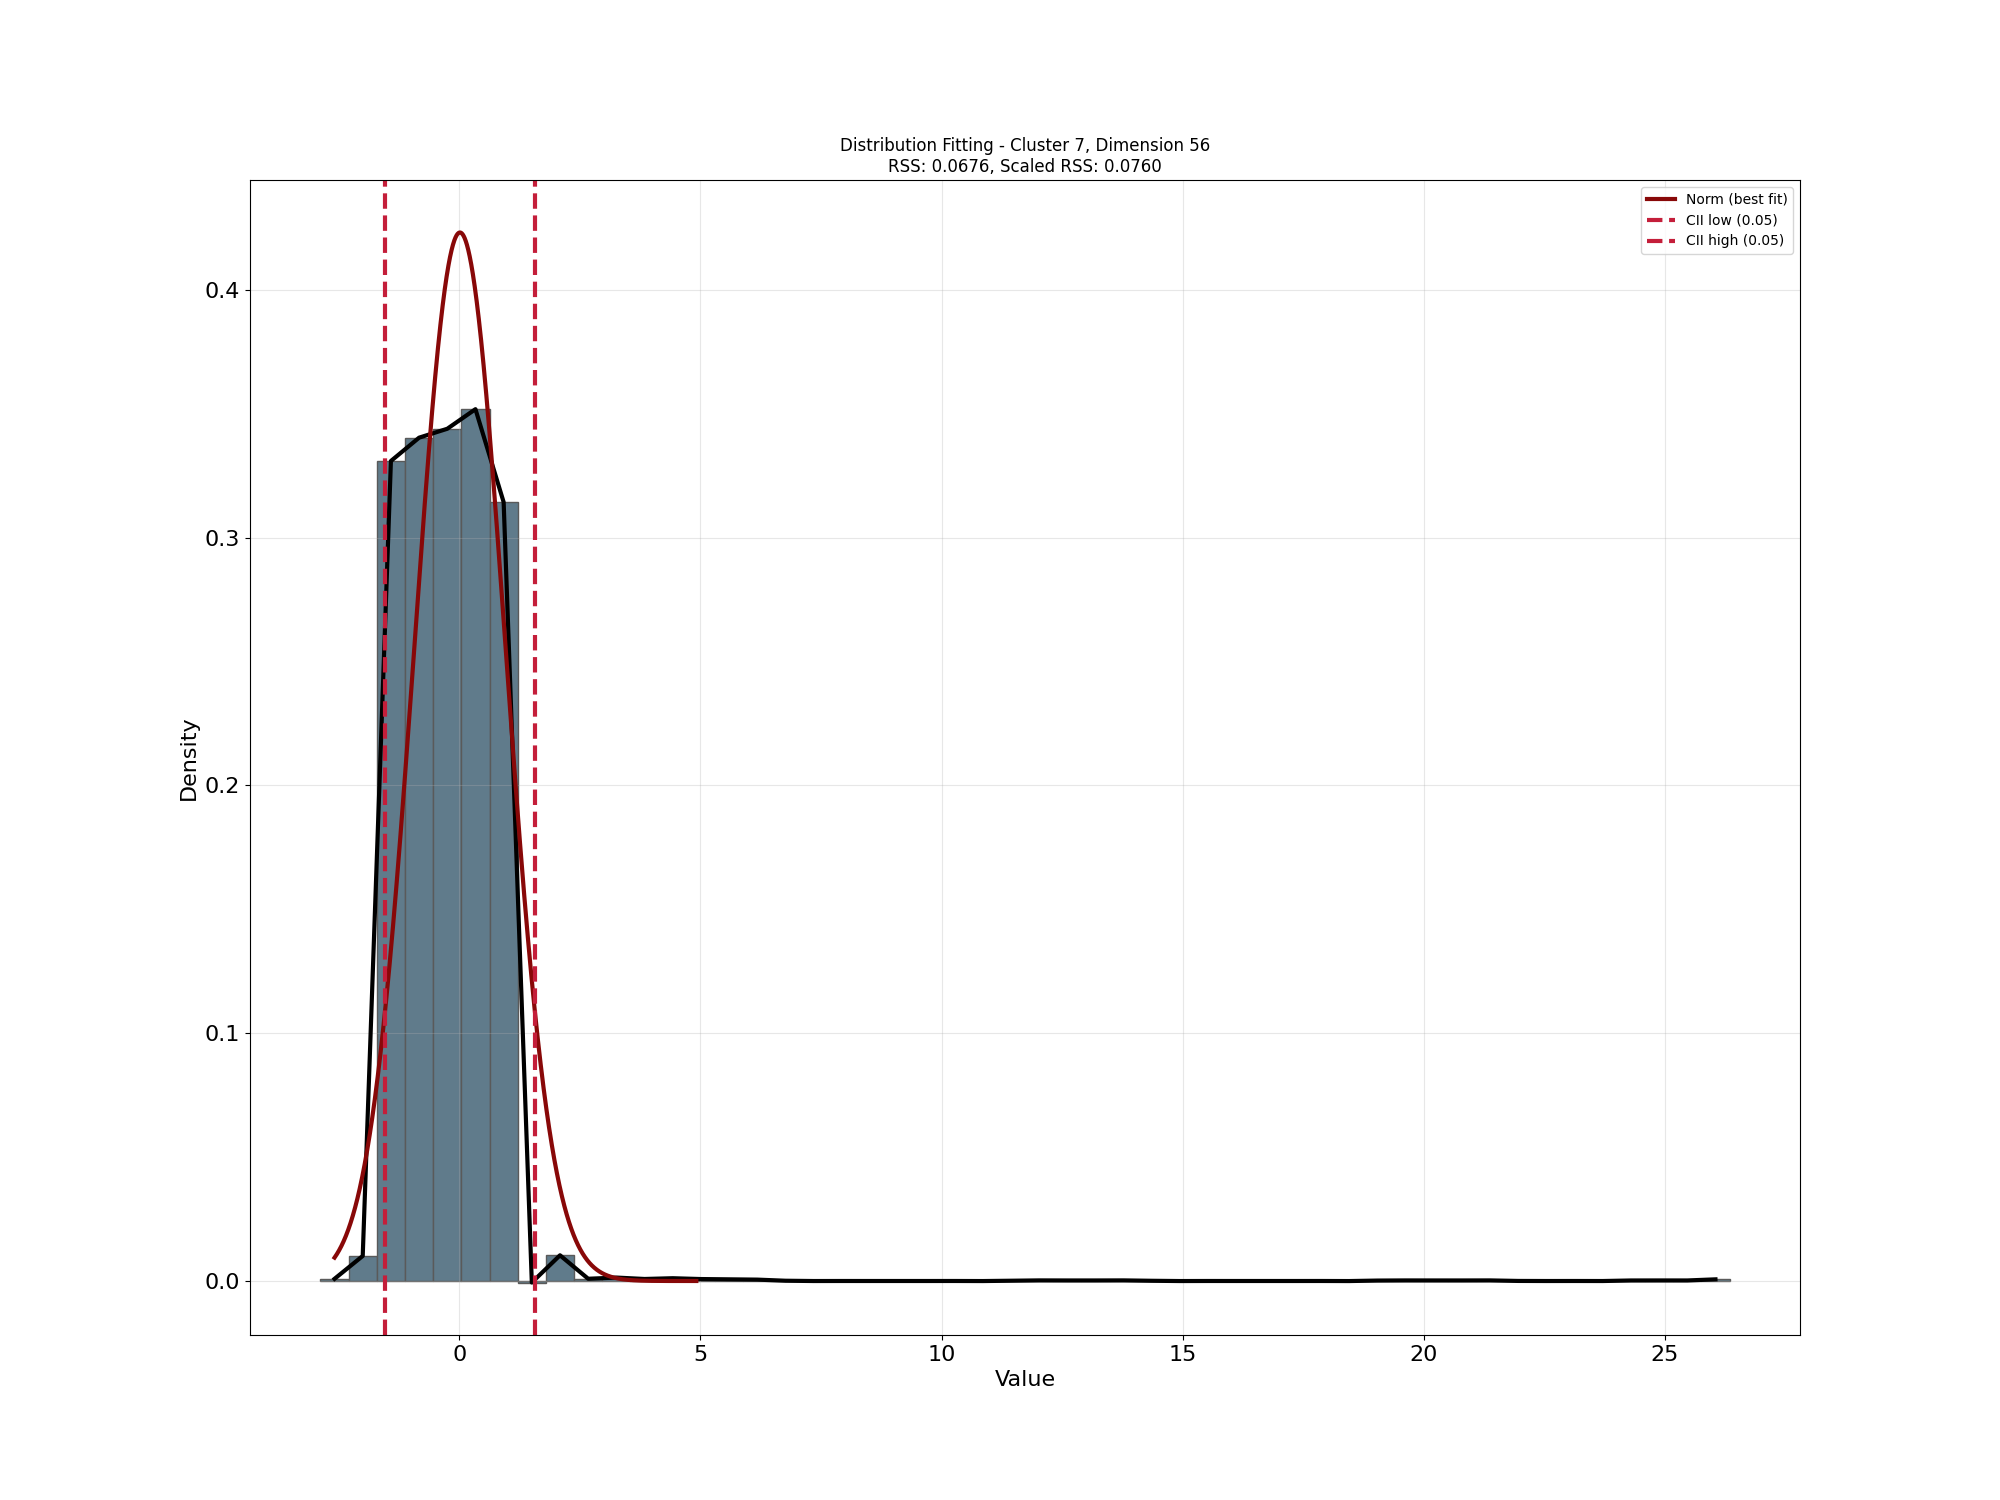 Distribution Fitting - Cluster 7, Dimension 56
RSS: 0.0676, Scaled RSS: 0.0760
Norm (best fit)
CII low (0.05)
CII high (0.05)
Density
0.4
0.3
0.2
0.1
0.0
0 5 10 15 20 25
Value